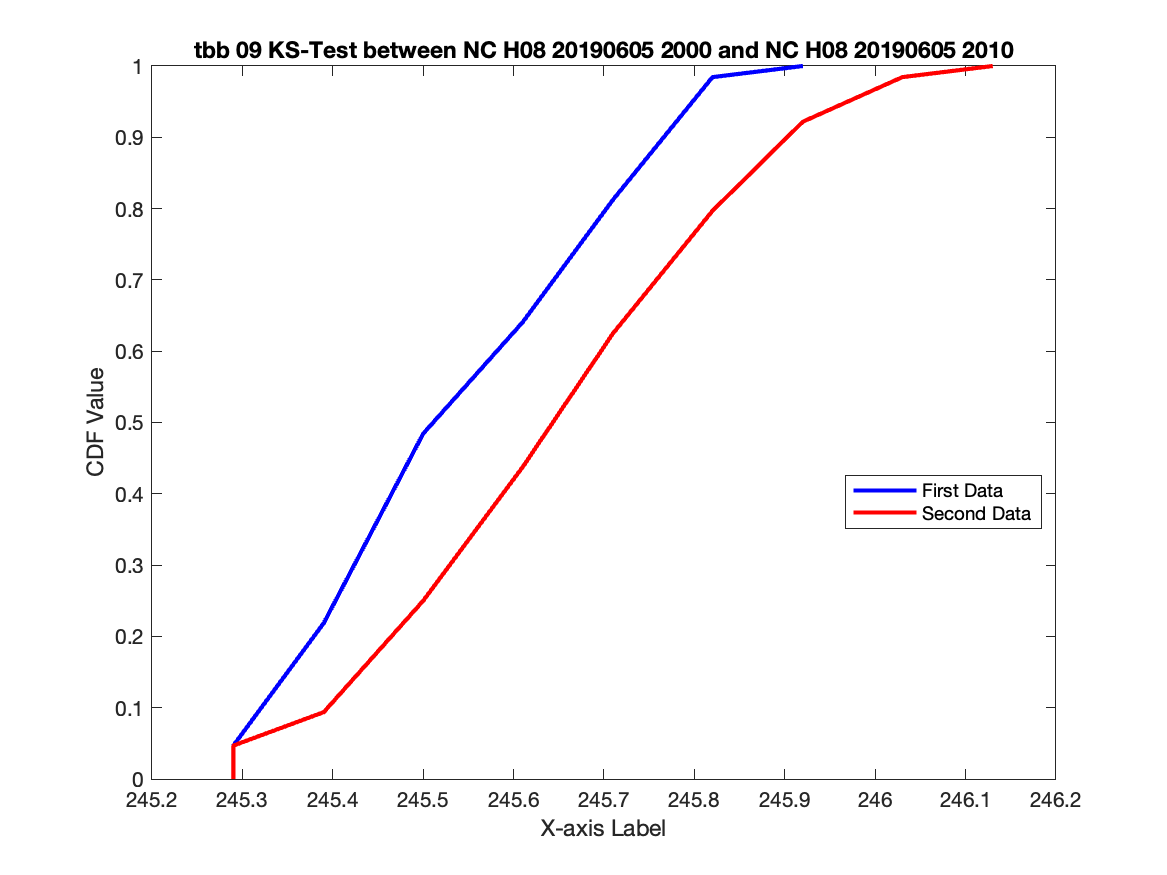 tbb 09 KS-Test between NC H08 20190605 2000 and NC H08 20190605 2010
1
0.9
0.8
0.7
0.6
0.5
0.4
0.3
0.2
0.1
0
CDF Value
First Data
Second Data
245.2 245.3 245.4 245.5 245.6 245.7 245.8 245.9 246 246.1 246.2
X-axis Label